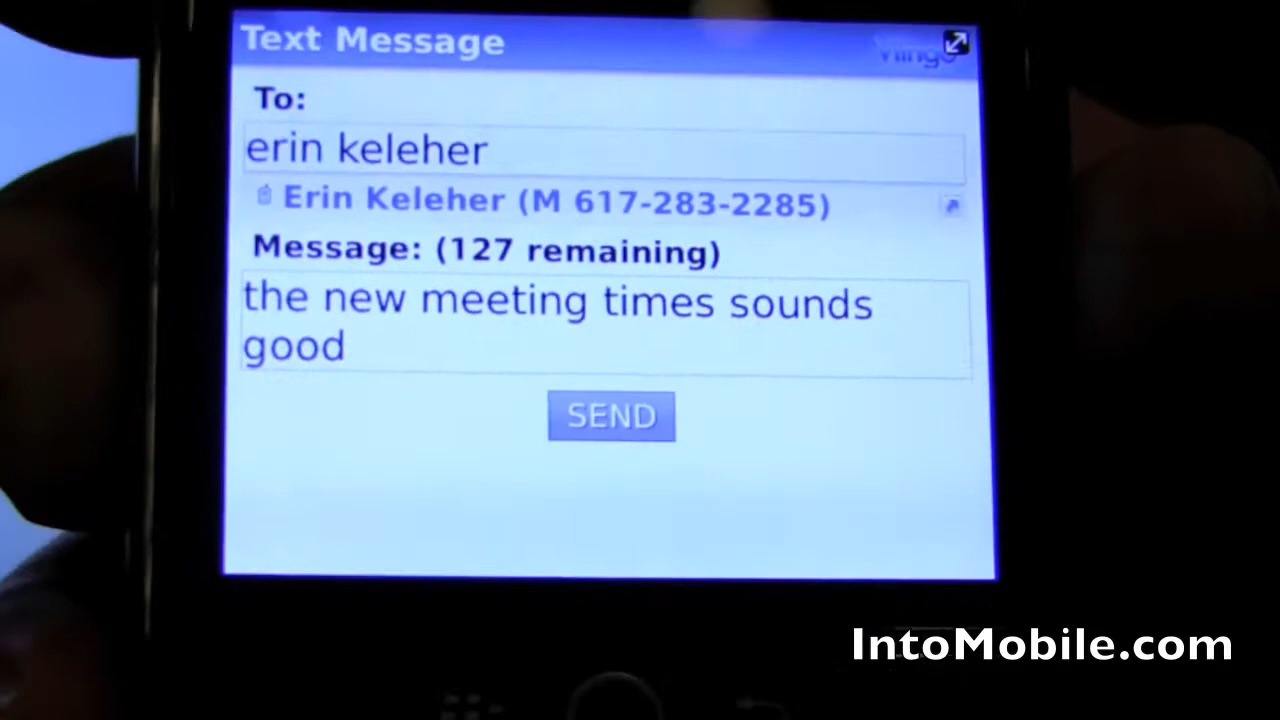 Text Message
vlingo
To:
erin keleher
Erin Keleher (M 617-283-2285)
Message: (127 remaining)
the new meeting times sounds
good
SEND
IntoMobile.com